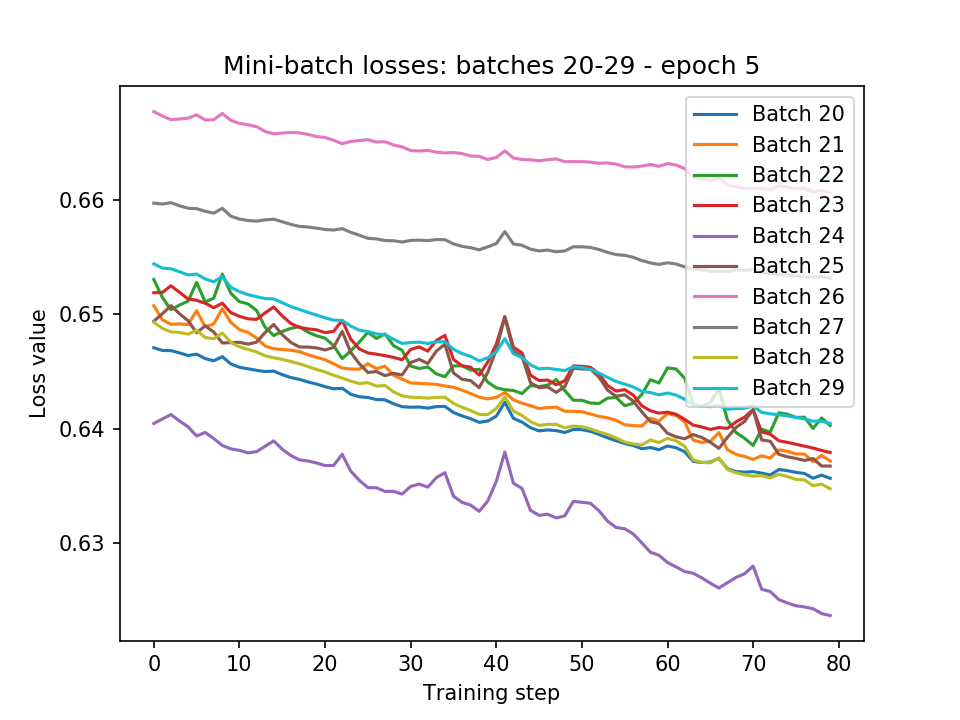 Mini-batch losses: batches 20-29 - epoch 5
Batch 20
Batch 21
Batch 22
Batch 23
Batch 24
Batch 25
Batch 26
Batch 27
Batch 28
Batch 29
0.66
0.65
0.64
0.63
Loss value
0 10 20 30 40 50 60 70 80
Training step